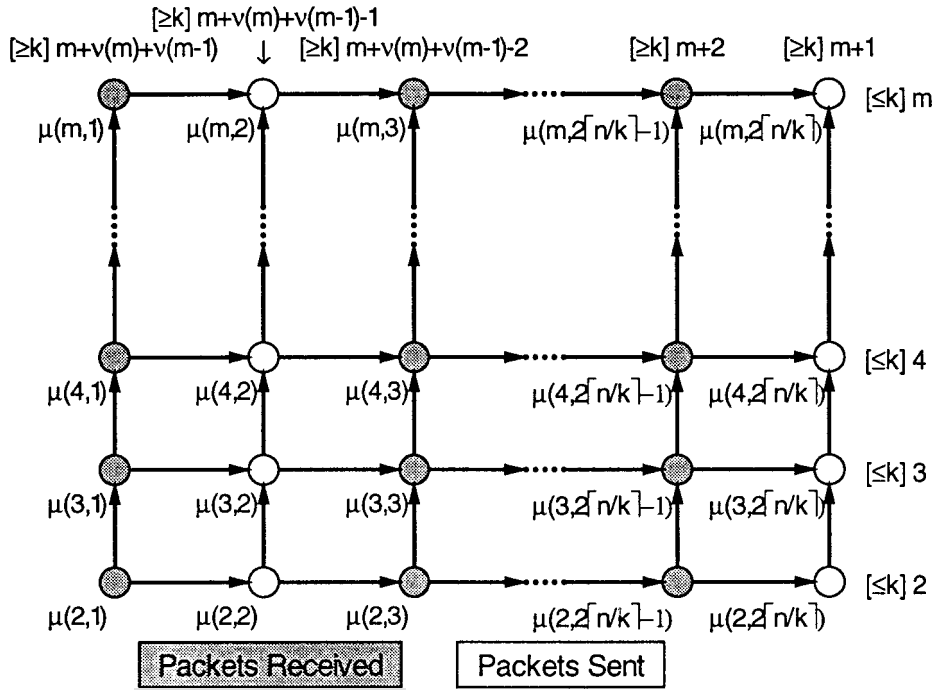 [≥k] m+ν(m)+ν(m-1)-1
[≥k] m+ν(m)+ν(m-1) ↓ [≥k] m+ν(m)+ν(m-1)-2 [≥k] m+2 [≥k] m+1
[≤k] m
μ(m,1) μ(m,2) μ(m,3) μ(m,2⌈n/k⌉-1) μ(m,2⌈n/k⌉)
[≤k] 4
μ(4,1) μ(4,2) μ(4,3) μ(4,2⌈n/k⌉-1) μ(4,2⌈n/k⌉)
[≤k] 3
μ(3,1) μ(3,2) μ(3,3) μ(3,2⌈n/k⌉-1) μ(3,2⌈n/k⌉)
[≤k] 2
μ(2,1) μ(2,2) μ(2,3) μ(2,2⌈n/k⌉-1) μ(2,2⌈n/k⌉)
Packets Received Packets Sent